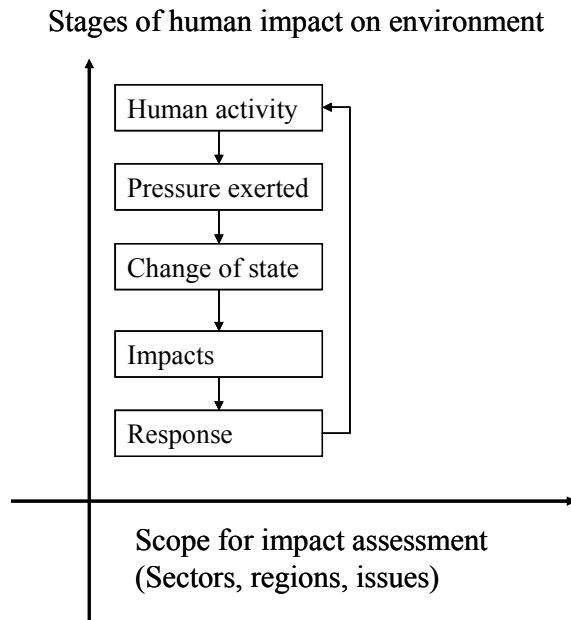 Stages of human impact on environment
Human activity
Pressure exerted
Change of state
Impacts
Response
Scope for impact assessment
(Sectors, regions, issues)